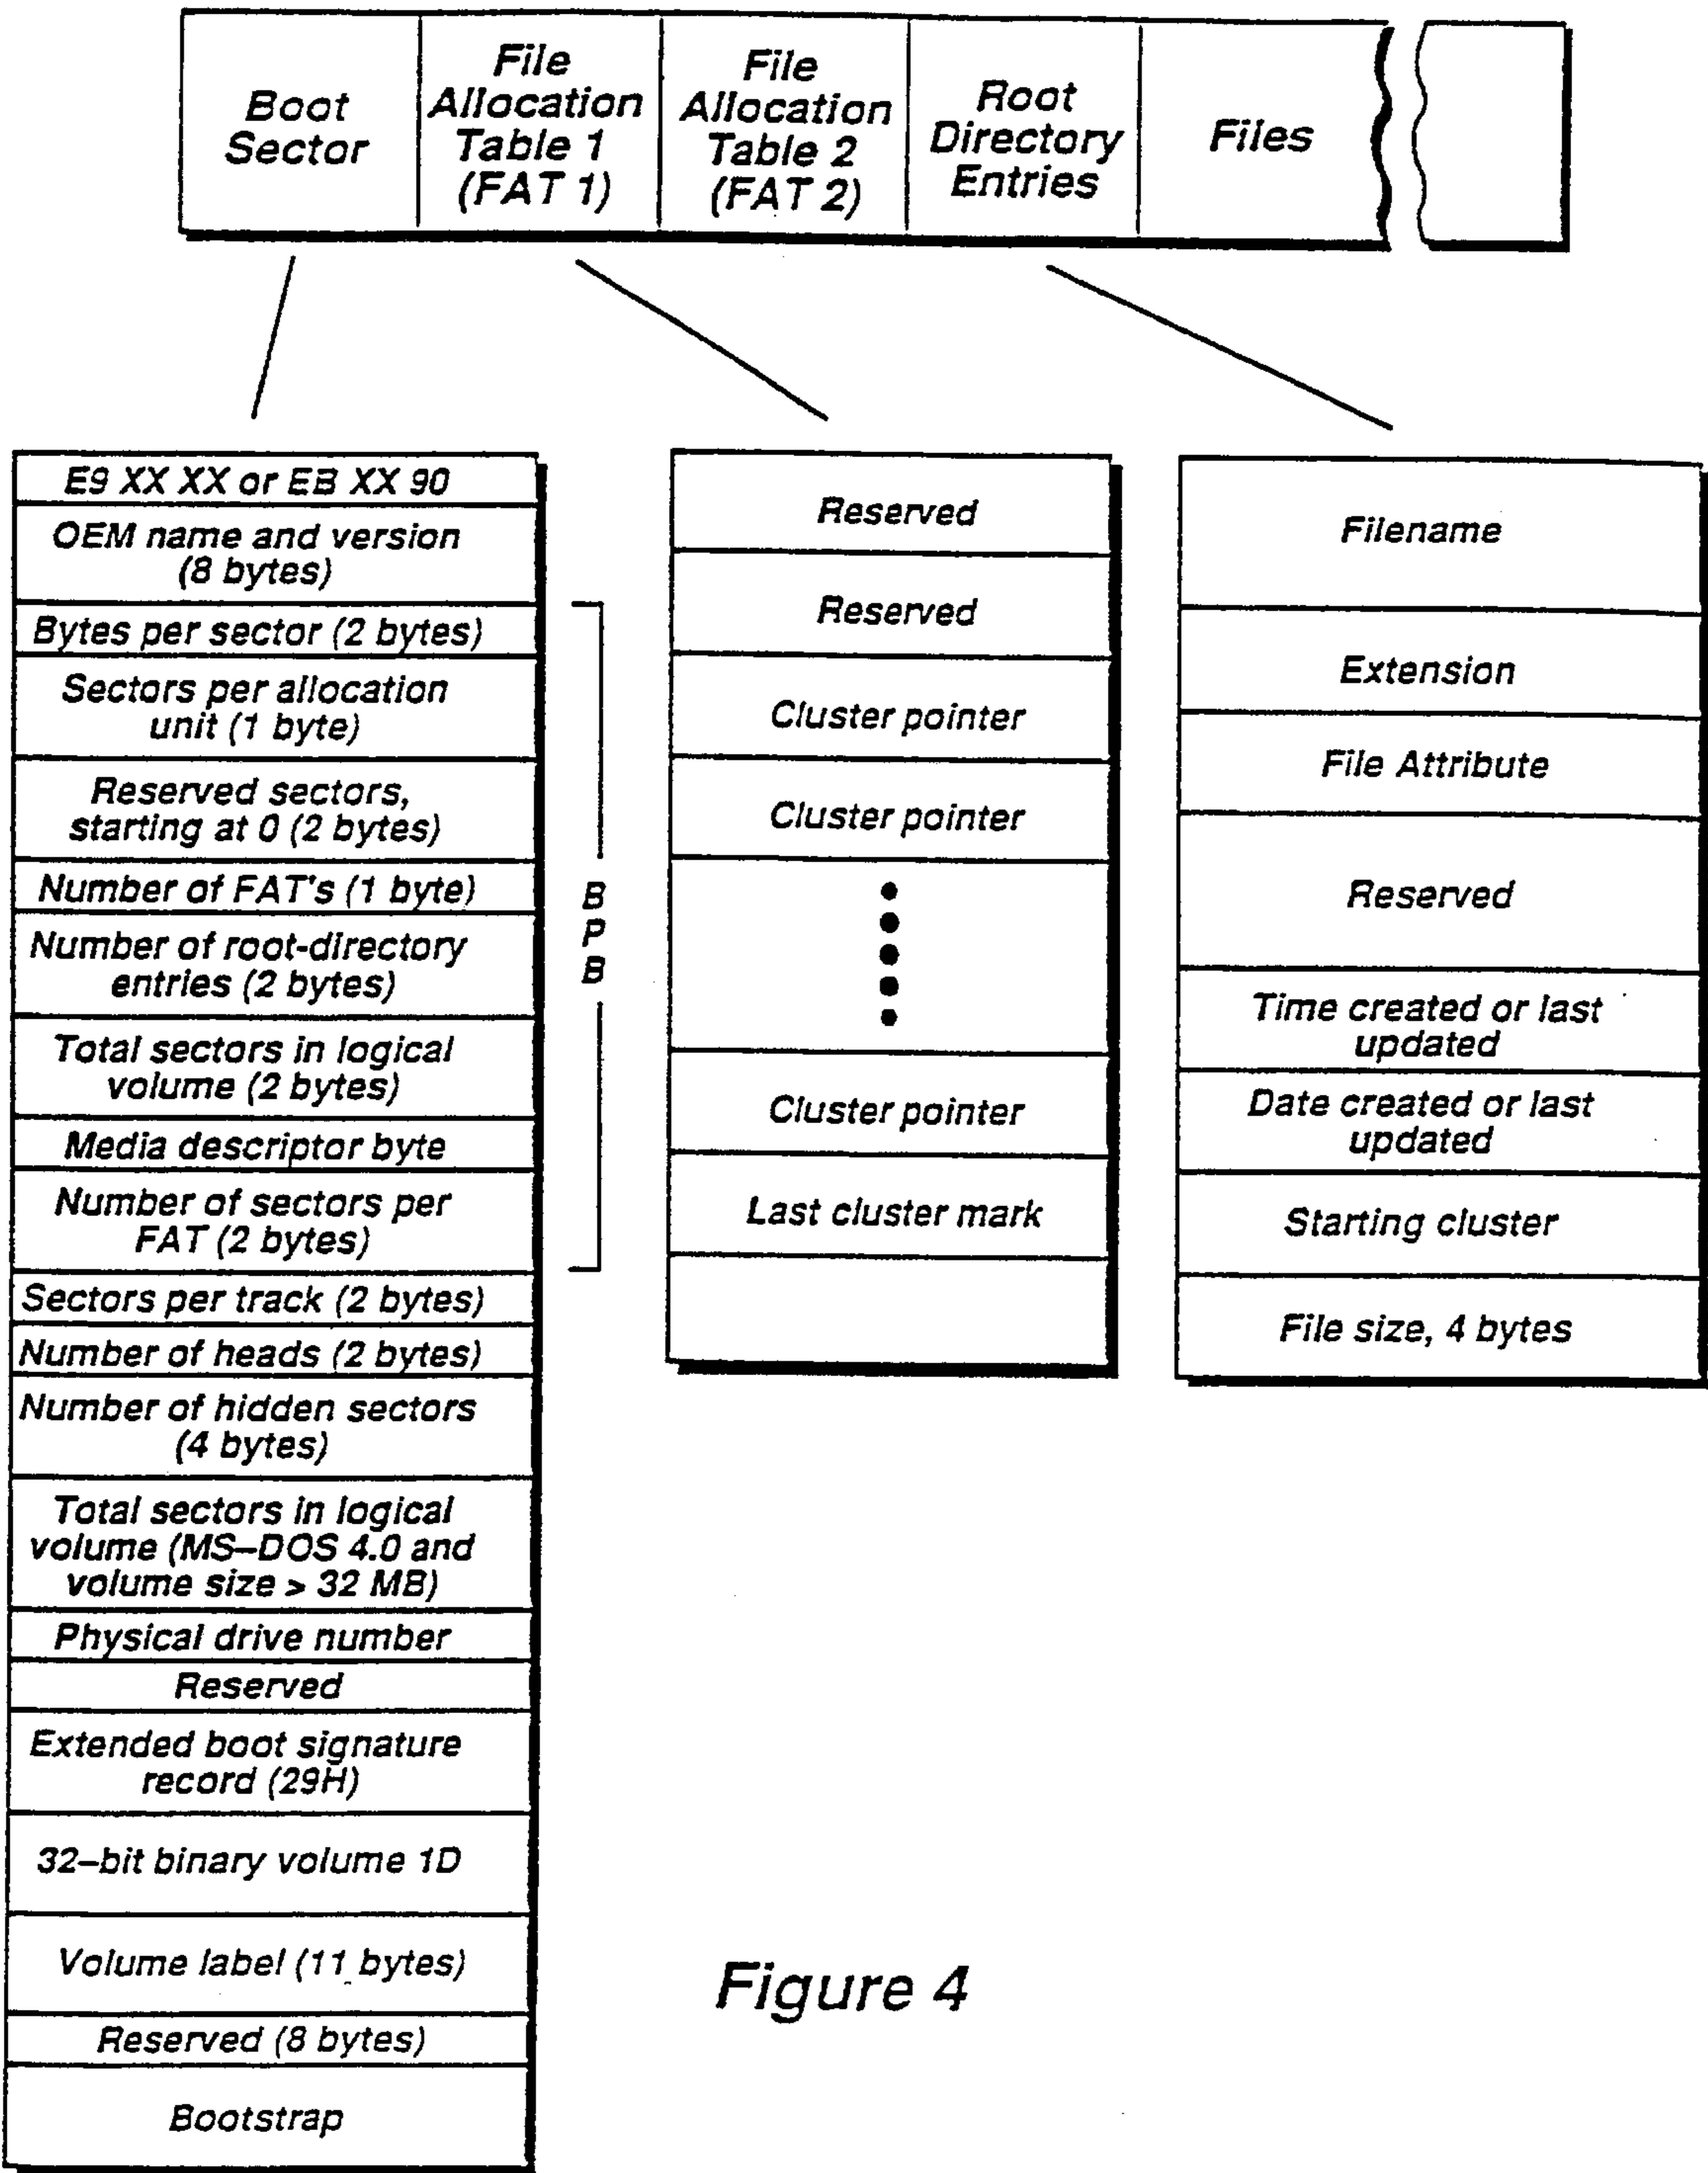 Boot
Sector
File
Allocation
Table 1
(FAT 1)
File
Allocation
Table 2
(FAT 2)
Root
Directory
Entries
Files
E9 XX XX or EB XX 90
OEM name and version
(8 bytes)
Bytes per sector (2 bytes)
Sectors per allocation
unit (1 byte)
Reserved sectors,
starting at 0 (2 bytes)
Number of FAT's (1 byte)
Number of root-directory
entries (2 bytes)
Total sectors in logical
volume (2 bytes)
Media descriptor byte
Number of sectors per
FAT (2 bytes)
Sectors per track (2 bytes)
Number of heads (2 bytes)
Number of hidden sectors
(4 bytes)
Total sectors in logical
volume (MS–DOS 4.0 and
volume size > 32 MB)
Physical drive number
Reserved
Extended boot signature
record (29H)
32–bit binary volume 1D
Volume label (11 bytes)
Reserved (8 bytes)
Bootstrap
B
P
B
Reserved
Reserved
Cluster pointer
Cluster pointer
Cluster pointer
Last cluster mark
Filename
Extension
File Attribute
Reserved
Time created or last
updated
Date created or last
updated
Starting cluster
File size, 4 bytes
Figure 4